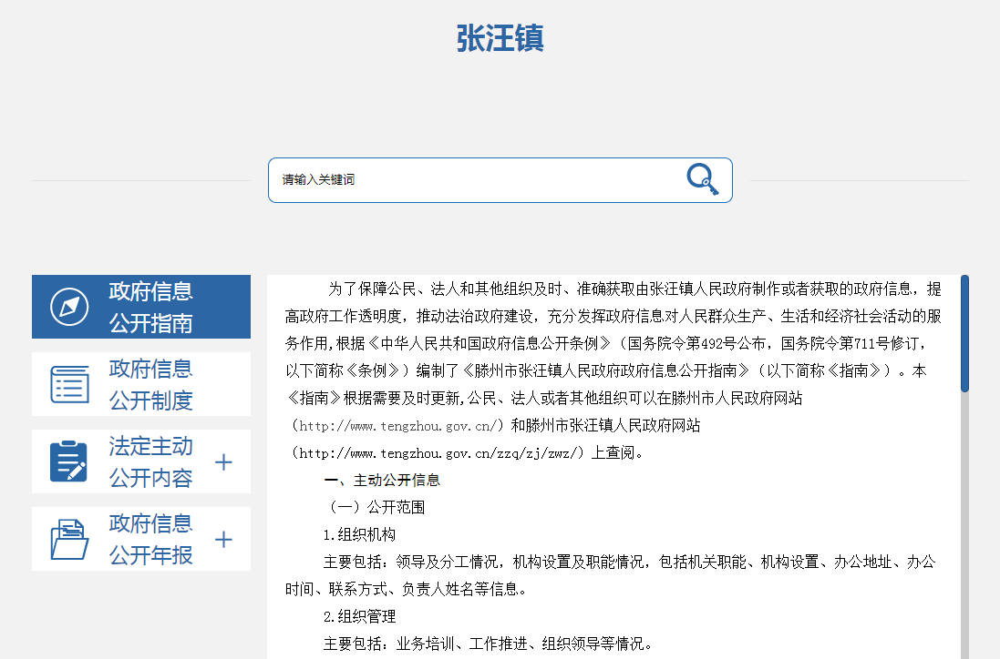 张汪镇
请输入关键词
政府信息
公开指南
政府信息
公开制度
法定主动
公开内容
+
政府信息
公开年报
+
为了保障公民、法人和其他组织及时、准确获取由张汪镇人民政府制作或者获取的政府信息，提
高政府工作透明度，推动法治政府建设，充分发挥政府信息对人民群众生产、生活和经济社会活动的服
务作用,根据《中华人民共和国政府信息公开条例》（国务院令第492号公布，国务院令第711号修订，
以下简称《条例》）编制了《滕州市张汪镇人民政府政府信息公开指南》（以下简称《指南》）。本
《指南》根据需要及时更新,公民、法人或者其他组织可以在滕州市人民政府网站
（http://www.tengzhou.gov.cn/）和滕州市张汪镇人民政府网站
（http://www.tengzhou.gov.cn/zzq/zj/zwz/）上查阅。
一、主动公开信息
（一）公开范围
1.组织机构
主要包括：领导及分工情况，机构设置及职能情况，包括机关职能、机构设置、办公地址、办公
时间、联系方式、负责人姓名等信息。
2.组织管理
主要包括：业务培训、工作推进、组织领导等情况。